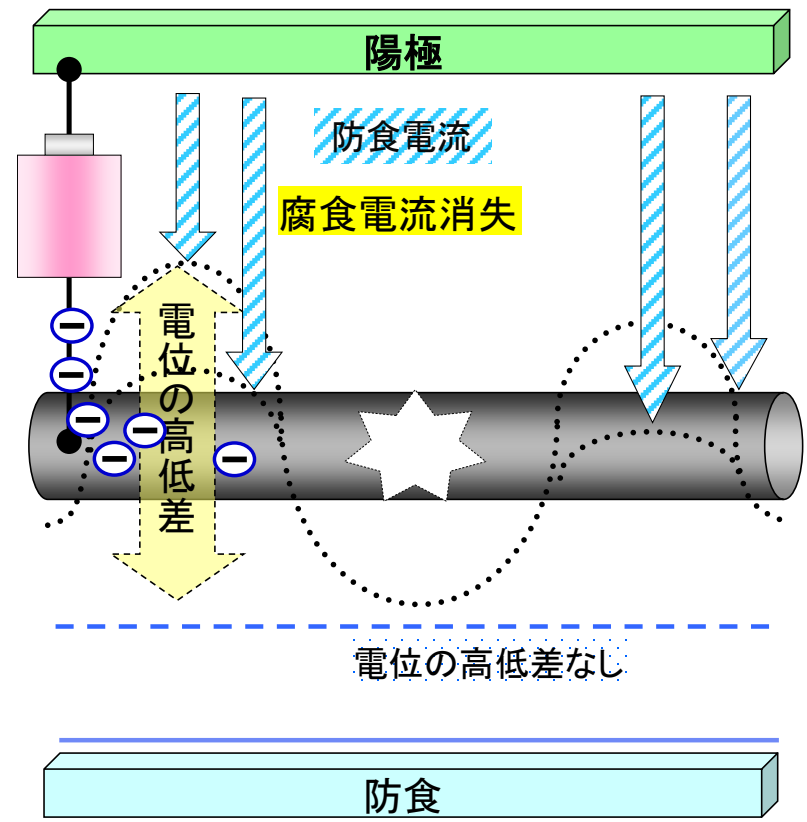 陽極
防食電流
腐食電流消失
電位の高低差
電位の高低差なし
防食